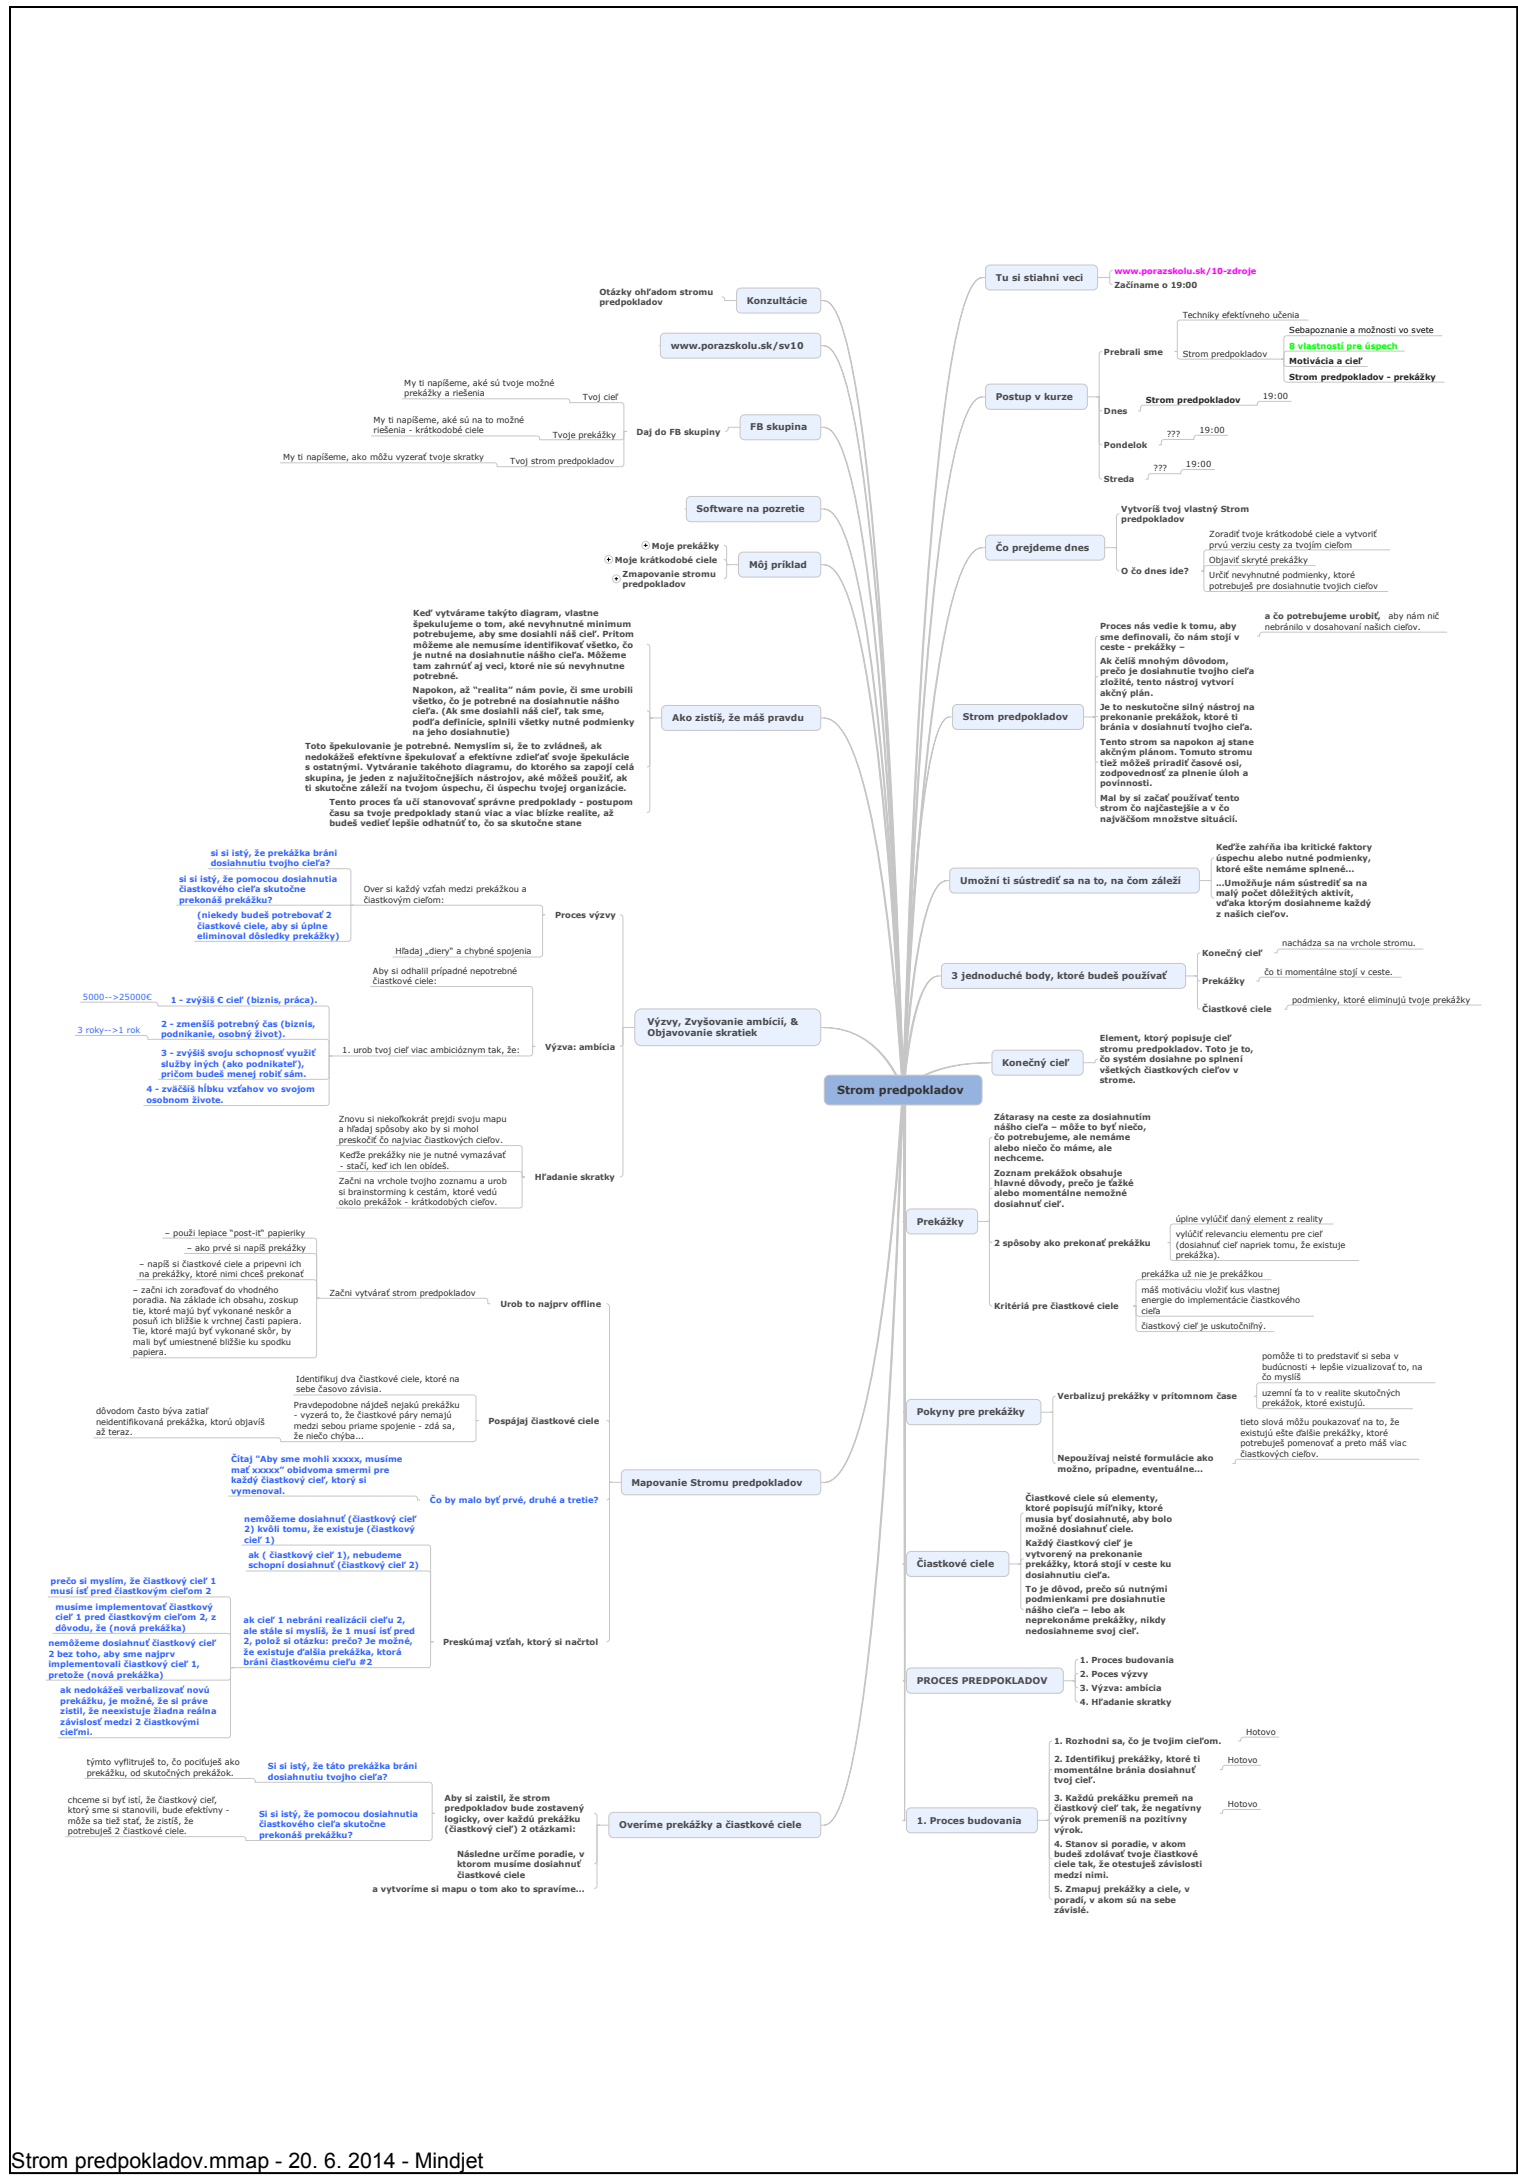 Tu si stiahni veci
www.porazskolu.sk/10-zdroje
Začíname o 19:00
Postup v kurze
Prebrali sme
Techniky efektívneho učenia
Strom predpokladov
Sebapoznanie a možnosti vo svete
8 vlastností pre úspech
Motivácia a cieľ
Strom predpokladov - prekážky
Dnes
Strom predpokladov
19:00
Pondelok
???
19:00
Streda
???
19:00
Čo prejdeme dnes
Vytvoríš tvoj vlastný Strom
predpokladov
O čo dnes ide?
Zoradiť tvoje krátkodobé ciele a vytvoriť
prvú verziu cesty za tvojím cieľom
Objaviť skryté prekážky
Určiť nevyhnutné podmienky, ktoré
potrebuješ pre dosiahnutie tvojich cieľov
Strom predpokladov
Proces nás vedie k tomu, aby
sme definovali, čo nám stojí v
ceste - prekážky –
a čo potrebujeme urobiť, aby nám nič
nebránilo v dosahovaní našich cieľov.
Ak čelíš mnohým dôvodom,
prečo je dosiahnutie tvojho cieľa
zložité, tento nástroj vytvorí
akčný plán.
Je to neskutočne silný nástroj na
prekonanie prekážok, ktoré ti
bránia v dosiahnutí tvojho cieľa.
Tento strom sa napokon aj stane
akčným plánom. Tomuto stromu
tiež môžeš priradiť časové osi,
zodpovednosť za plnenie úloh a
povinnosti.
Mal by si začať používať tento
strom čo najčastejšie a v čo
najväčšom množstve situácií.
Umožní ti sústrediť sa na to, na čom záleží
Keďže zahŕňa iba kritické faktory
úspechu alebo nutné podmienky,
ktoré ešte nemáme splnené...
...Umožňuje nám sústrediť sa na
malý počet dôležitých aktivít,
vďaka ktorým dosiahneme každý
z našich cieľov.
3 jednoduché body, ktoré budeš používať
Konečný cieľ
nachádza sa na vrchole stromu.
Prekážky
čo ti momentálne stojí v ceste.
Čiastkové ciele
podmienky, ktoré eliminujú tvoje prekážky
Konečný cieľ
Element, ktorý popisuje cieľ
stromu predpokladov. Toto je to,
čo systém dosiahne po splnení
všetkých čiastkových cieľov v
strome.
Strom predpokladov
Prekážky
Zátarasy na ceste za dosiahnutím
nášho cieľa – môže to byť niečo,
čo potrebujeme, ale nemáme
alebo niečo čo máme, ale
nechceme.
Zoznam prekážok obsahuje
hlavné dôvody, prečo je ťažké
alebo momentálne nemožné
dosiahnuť cieľ.
2 spôsoby ako prekonať prekážku
úplne vylúčiť daný element z reality
vylúčiť relevanciu elementu pre cieľ
(dosiahnuť cieľ napriek tomu, že existuje
prekážka).
Kritériá pre čiastkové ciele
prekážka už nie je prekážkou
máš motiváciu vložiť kus vlastnej
energie do implementácie čiastkového
cieľa
čiastkový cieľ je uskutočniľný.
Pokyny pre prekážky
Verbalizuj prekážky v prítomnom čase
pomôže ti to predstaviť si seba v
budúcnosti + lepšie vizualizovať to, na
čo myslíš
uzemní ťa to v realite skutočných
prekážok, ktoré existujú.
Nepoužívaj neisté formulácie ako
možno, prípadne, eventuálne...
tieto slová môžu poukazovať na to, že
existujú ešte ďalšie prekážky, ktoré
potrebuješ pomenovať a preto máš viac
čiastkových cieľov.
Čiastkové ciele
Čiastkové ciele sú elementy,
ktoré popisujú míľniky, ktoré
musia byť dosiahnuté, aby bolo
možné dosiahnuť ciele.
Každý čiastkový cieľ je
vytvorený na prekonanie
prekážky, ktorá stojí v ceste ku
dosiahnutiu cieľa.
To je dôvod, prečo sú nutnými
podmienkami pre dosiahnutie
nášho cieľa – lebo ak
neprekonáme prekážky, nikdy
nedosiahneme svoj cieľ.
PROCES PREDPOKLADOV
1. Proces budovania
2. Poces výzvy
3. Výzva: ambícia
4. Hľadanie skratky
1. Proces budovania
1. Rozhodni sa, čo je tvojim cieľom.
Hotovo
2. Identifikuj prekážky, ktoré ti
momentálne bránia dosiahnuť
tvoj cieľ.
Hotovo
3. Každú prekážku premeň na
čiastkový cieľ tak, že negatívny
výrok premeníš na pozitívny
výrok.
Hotovo
4. Stanov si poradie, v akom
budeš zdolávať tvoje čiastkové
ciele tak, že otestuješ závislosti
medzi nimi.
5. Zmapuj prekážky a ciele, v
poradí, v akom sú na sebe
závislé.
Konzultácie
Otázky ohľadom stromu
predpokladov
www.porazskolu.sk/sv10
FB skupina
Daj do FB skupiny
Tvoj cieľ
My ti napíšeme, aké sú tvoje možné
prekážky a riešenia
Tvoje prekážky
My ti napíšeme, aké sú na to možné
riešenia - krátkodobé ciele
Tvoj strom predpokladov
My ti napíšeme, ako môžu vyzerať tvoje skratky
Software na pozretie
Môj príklad
Moje prekážky
Moje krátkodobé ciele
Zmapovanie stromu
predpokladov
Ako zistíš, že máš pravdu
Keď vytvárame takýto diagram, vlastne
špekulujeme o tom, aké nevyhnutné minimum
potrebujeme, aby sme dosiahli náš cieľ. Pritom
môžeme ale nemusíme identifikovať všetko, čo
je nutné na dosiahnutie nášho cieľa. Môžeme
tam zahrnúť aj veci, ktoré nie sú nevyhnutne
potrebné.
Napokon, až "realita" nám povie, či sme urobili
všetko, čo je potrebné na dosiahnutie nášho
cieľa. (Ak sme dosiahli náš cieľ, tak sme,
podľa definície, splnili všetky nutné podmienky
na jeho dosiahnutie)
Toto špekulovanie je potrebné. Nemyslím si, že to zvládneš, ak
nedokážeš efektívne špekulovať a efektívne zdieľať svoje špekulácie
s ostatnými. Vytváranie takéhoto diagramu, do ktorého sa zapojí celá
skupina, je jeden z najužitočnejších nástrojov, aké môžeš použiť, ak
ti skutočne záleží na tvojom úspechu, či úspechu tvojej organizácie.
Tento proces ťa učí stanovovať správne predpoklady - postupom
času sa tvoje predpoklady stanú viac a viac blízke realite, až
budeš vedieť lepšie odhatnúť to, čo sa skutočne stane
Výzvy, Zvyšovanie ambícií, &
Objavovanie skratiek
Proces výzvy
Over si každý vzťah medzi prekážkou a
čiastkovým cieľom:
si si istý, že prekážka bráni
dosiahnutiu tvojho cieľa?
si si istý, že pomocou dosiahnutia
čiastkového cieľa skutočne
prekonáš prekážku?
(niekedy budeš potrebovať 2
čiastkové ciele, aby si úplne
eliminoval dôsledky prekážky)
Hľadaj „diery" a chybné spojenia
Výzva: ambícia
Aby si odhalil prípadné nepotrebné
čiastkové ciele:
1. urob tvoj cieľ viac ambicióznym tak, že:
1 - zvýšiš € cieľ (biznis, práca).
5000-->25000€
2 - zmenšíš potrebný čas (biznis,
podnikanie, osobný život).
3 roky-->1 rok
3 - zvýšiš svoju schopnosť využiť
služby iných (ako podnikateľ),
pričom budeš menej robiť sám.
4 - zväčšíš hĺbku vzťahov vo svojom
osobnom živote.
Hľadanie skratky
Znovu si niekoľkokrát prejdi svoju mapu
a hľadaj spôsoby ako by si mohol
preskočiť čo najviac čiastkových cieľov.
Keďže prekážky nie je nutné vymazávať
- stačí, keď ich len obídeš.
Začni na vrchole tvojho zoznamu a urob
si brainstorming k cestám, ktoré vedú
okolo prekážok - krátkodobých cieľov.
Mapovanie Stromu predpokladov
Urob to najprv offline
Začni vytvárať strom predpokladov
– použi lepiace "post-it" papieriky
– ako prvé si napíš prekážky
– napíš si čiastkové ciele a pripevni ich
na prekážky, ktoré nimi chceš prekonať
– začni ich zoraďovať do vhodného
poradia. Na základe ich obsahu, zoskup
tie, ktoré majú byť vykonané neskôr a
posuň ich bližšie k vrchnej časti papiera.
Tie, ktoré majú byť vykonané skôr, by
mali byť umiestnené bližšie ku spodku
papiera.
Pospájaj čiastkové ciele
Identifikuj dva čiastkové ciele, ktoré na
sebe časovo závisia.
Pravdepodobne nájdeš nejakú prekážku
- vyzerá to, že čiastkové páry nemajú
medzi sebou priame spojenie - zdá sa,
že niečo chýba...
dôvodom často býva zatiaľ
neidentifikovaná prekážka, ktorú objavíš
až teraz.
Čo by malo byť prvé, druhé a tretie?
Čítaj "Aby sme mohli xxxxx, musíme
mať xxxxx" obidvoma smermi pre
každý čiastkový cieľ, ktorý si
vymenoval.
Preskúmaj vzťah, ktorý si načrtol
nemôžeme dosiahnuť (čiastkový cieľ
2) kvôli tomu, že existuje (čiastkový
cieľ 1)
ak ( čiastkový cieľ 1), nebudeme
schopní dosiahnuť (čiastkový cieľ 2)
ak cieľ 1 nebráni realizácii cieľu 2,
ale stále si myslíš, že 1 musí ísť pred
2, polož si otázku: prečo? Je možné,
že existuje ďalšia prekážka, ktorá
bráni čiastkovému cieľu #2
prečo si myslím, že čiastkový cieľ 1
musí ísť pred čiastkovým cieľom 2
musíme implementovať čiastkový
cieľ 1 pred čiastkovým cieľom 2, z
dôvodu, že (nová prekážka)
nemôžeme dosiahnuť čiastkový cieľ
2 bez toho, aby sme najprv
implementovali čiastkový cieľ 1,
pretože (nová prekážka)
ak nedokážeš verbalizovať novú
prekážku, je možné, že si práve
zistil, že neexistuje žiadna reálna
závislosť medzi 2 čiastkovými
cieľmi.
Overíme prekážky a čiastkové ciele
Aby si zaistil, že strom
predpokladov bude zostavený
logicky, over každú prekážku
(čiastkový cieľ) 2 otázkami:
Si si istý, že táto prekážka bráni
dosiahnutiu tvojho cieľa?
týmto vyfiltruješ to, čo pociťuješ ako
prekážku, od skutočných prekážok.
Si si istý, že pomocou dosiahnutia
čiastkového cieľa skutočne
prekonáš prekážku?
chceme si byť istí, že čiastkový cieľ,
ktorý sme si stanovili, bude efektívny -
môže sa tiež stať, že zistíš, že
potrebuješ 2 čiastkové ciele.
Následne určíme poradie, v
ktorom musíme dosiahnuť
čiastkové ciele
a vytvoríme si mapu o tom ako to spravíme...
Strom predpokladov.mmap - 20. 6. 2014 - Mindjet